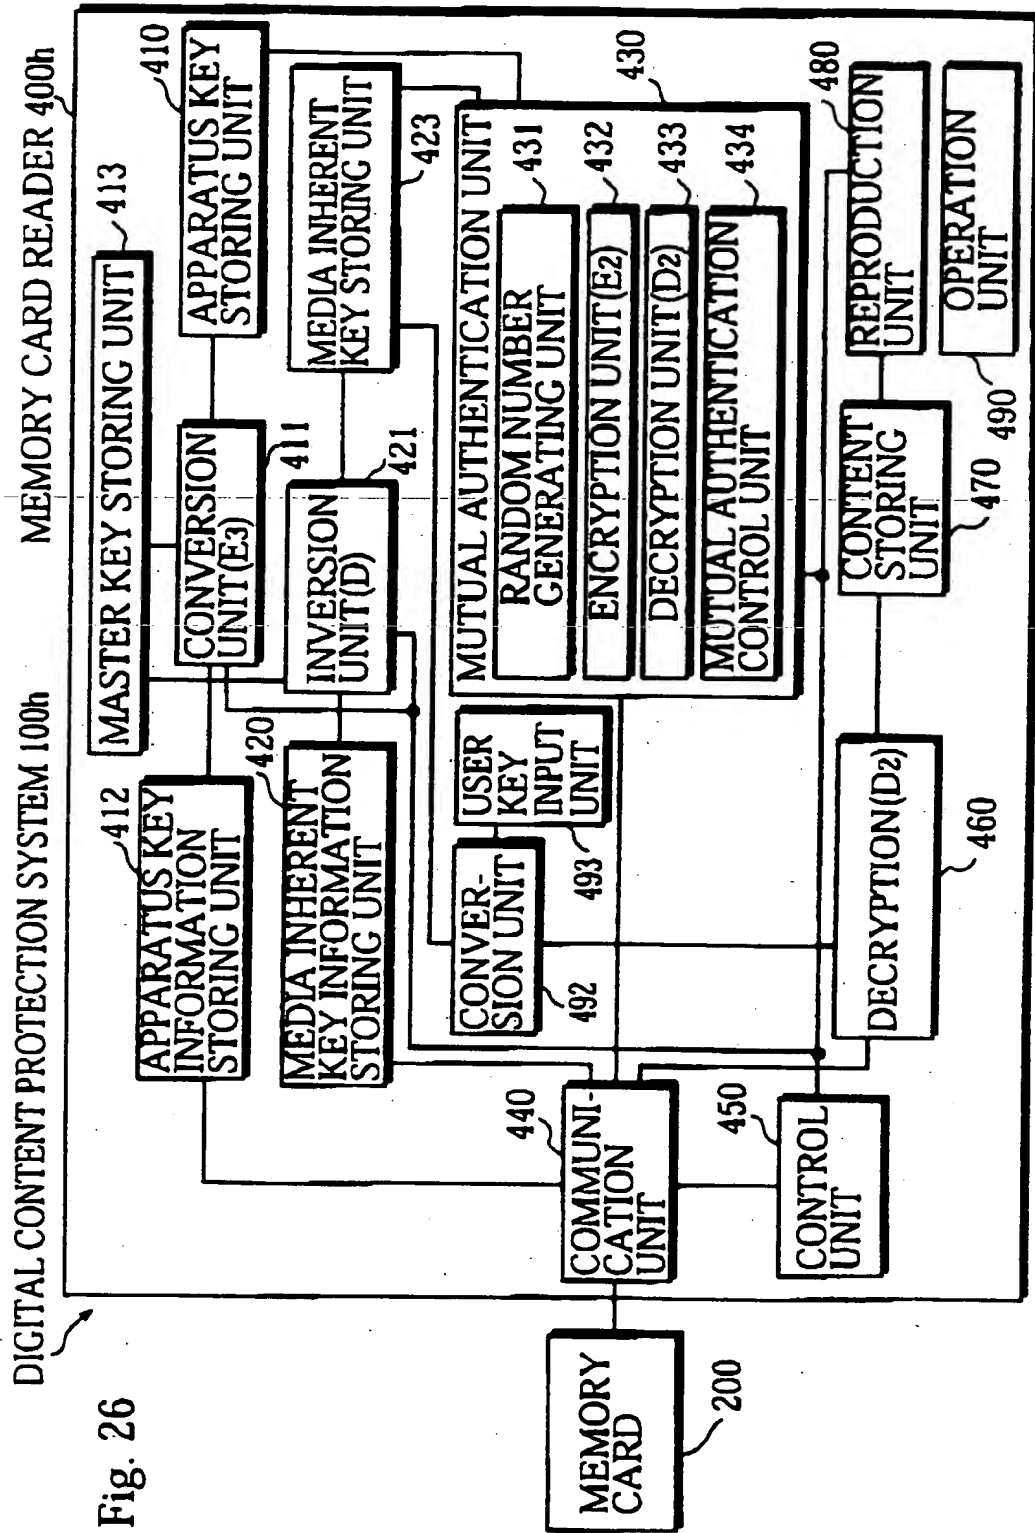 Fig. 26
DIGITAL CONTENT PROTECTION SYSTEM 100h
MEMORY CARD READER 400h
MASTER KEY STORING UNIT
413
APPARATUS KEY
INFORMATION
STORING UNIT
412
CONVERSION
UNIT(E3)
411
APPARATUS KEY
STORING UNIT
410
MEDIA INHERENT
KEY INFORMATION
STORING UNIT
420
INVERSION
UNIT(D)
421
MEDIA INHERENT
KEY STORING UNIT
423
CONVER-
SION UNIT
492
USER
KEY
INPUT
UNIT
493
MUTUAL AUTHENTICATION UNIT
430
RANDOM NUMBER
GENERATING UNIT
431
ENCRYPTION UNIT(E2)
432
DECRYPTION UNIT(D2)
433
MUTUAL AUTHENTICATION
CONTROL UNIT
434
MEMORY
CARD
200
COMMUNI-
CATION
UNIT
440
CONTROL
UNIT
450
DECRYPTION(D2)
460
CONTENT
STORING
UNIT
470
REPRODUCTION
UNIT
480
OPERATION
UNIT
490